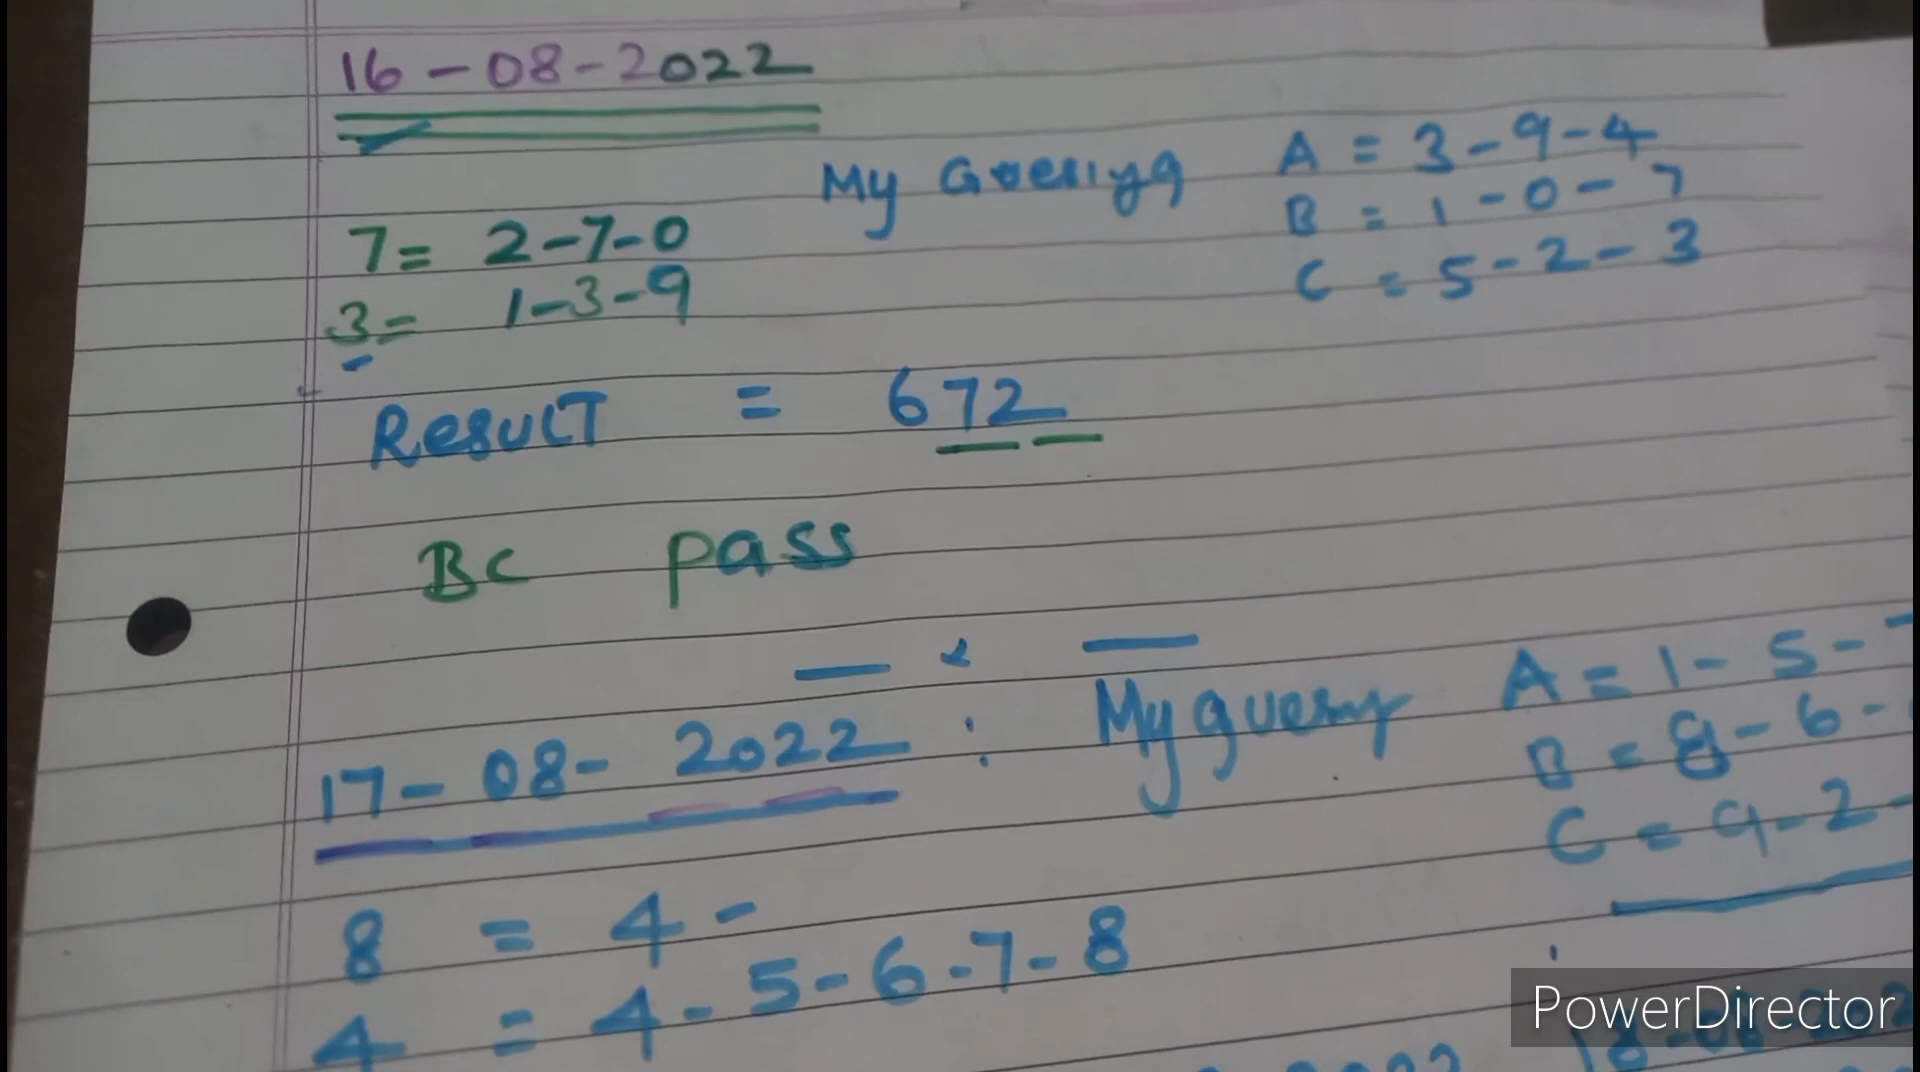 16-08-2022
My Guesiyg
A = 3-9-4
B = 1-0-7
C = 5-2-3
7= 2-7-0
3= 1-3-9
Result = 672
BC pass
17-08-2022 :
My guesny
A = 1-5-
B = 8-6-
C = 9-2-
8 = 4-
4 = 4-5-6-7-8
PowerDirector